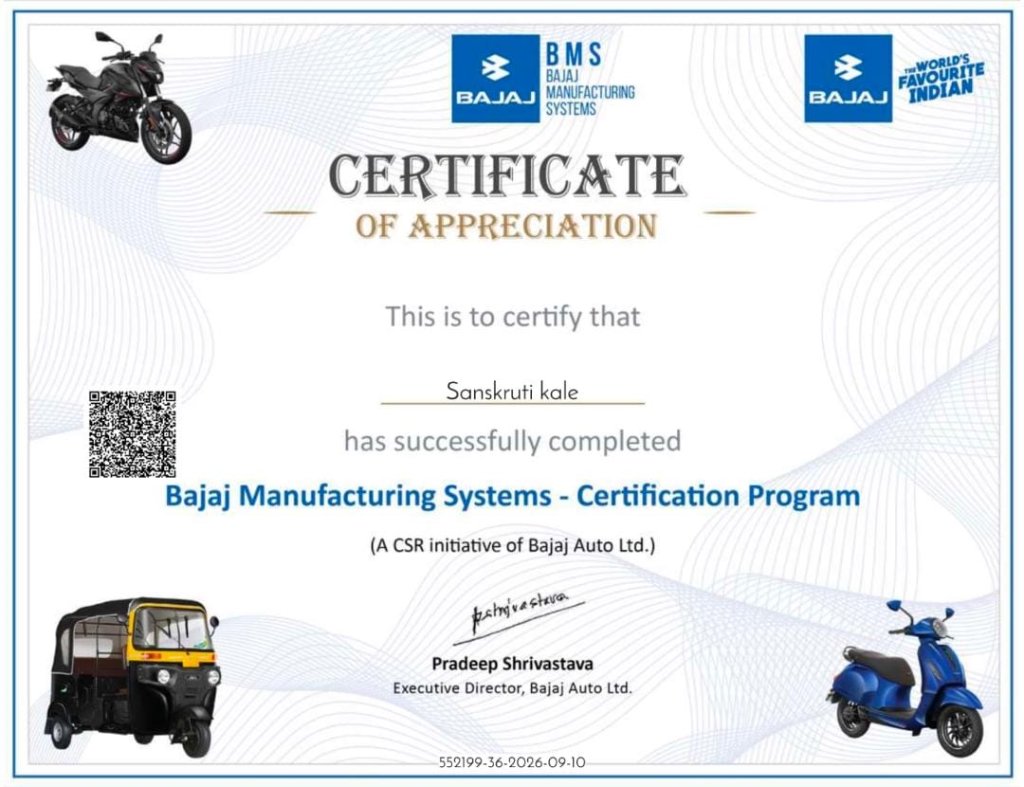 BAJAJ
BMS
BAJAJ
MANUFACTURING
SYSTEMS
BAJAJ
THE WORLD'S
FAVOURITE
INDIAN
CERTIFICATE
OF APPRECIATION
This is to certify that
Sanskruti kale
has successfully completed
Bajaj Manufacturing Systems - Certification Program
(A CSR initiative of Bajaj Auto Ltd.)
Pradeep Shrivastava
Executive Director, Bajaj Auto Ltd.
552199-36-2026-09-10